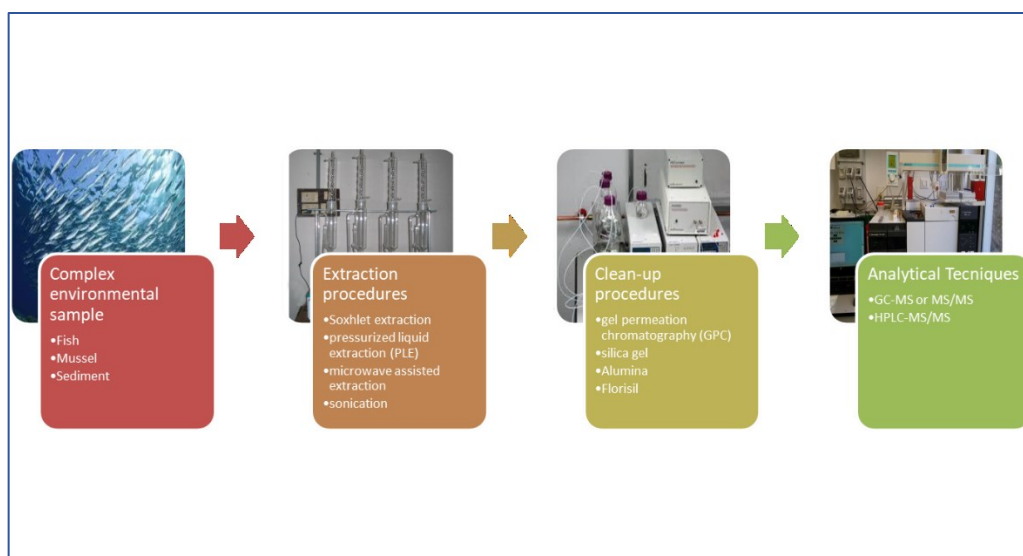 Complex
environmental
sample
•Fish
•Mussel
•Sediment
Extraction
procedures
•Soxhlet extraction
•pressurized liquid
extraction (PLE)
•microwave assisted
extraction
•sonication
Clean-up
procedures
•gel permeation
chromatography (GPC)
•silica gel
•Alumina
•Florisil
Analytical Tecniques
•GC-MS or MS/MS
•HPLC-MS/MS